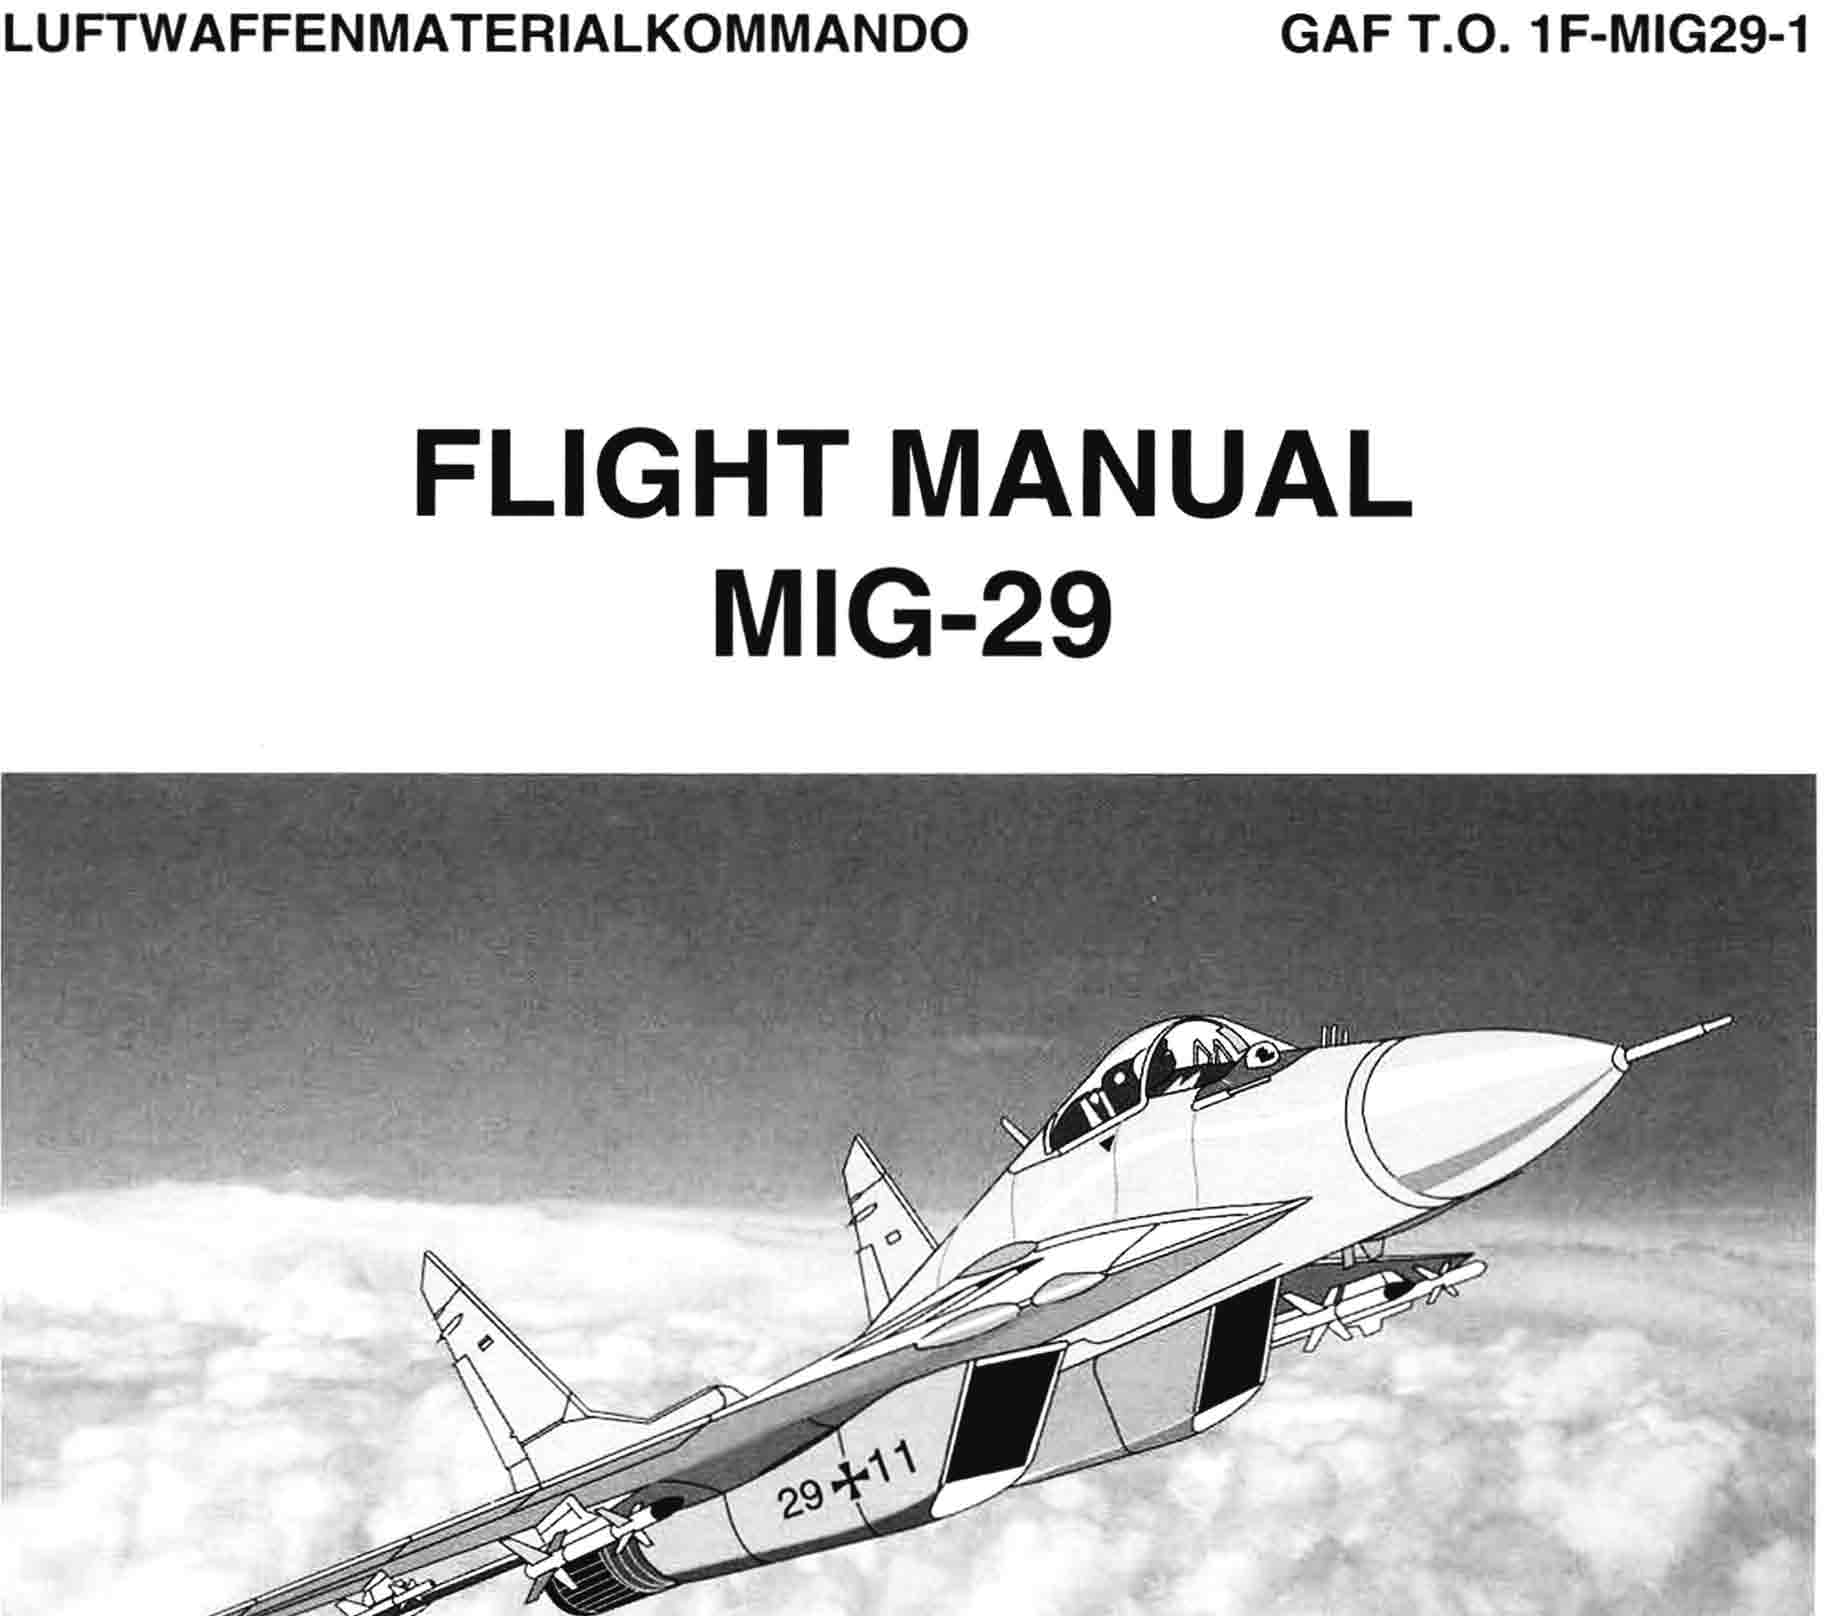 LUFTWAFFENMATERIALKOMMANDO
GAF T.O. 1F-MIG29-1
FLIGHT MANUAL
MIG-29
29 11